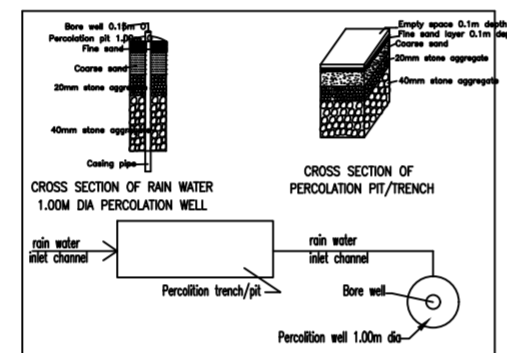 Bore well 0.15m O
Percolation pit 1.00m O
Fine sand
Coarse sand
20mm stone aggregate
40mm stone aggregate
Casing pipe
CROSS SECTION OF RAIN WATER
1.00M DIA PERCOLATION WELL
Empty space 0.1m depth
Fine sand layer 0.1m dep
Coarse sand
20mm stone aggregate
40mm stone aggregate
CROSS SECTION OF
PERCOLATION PIT/TRENCH
rain water
inlet channel
Percolition trench/pit
rain water
inlet channel
Bore well
Percolition well 1.00m dia